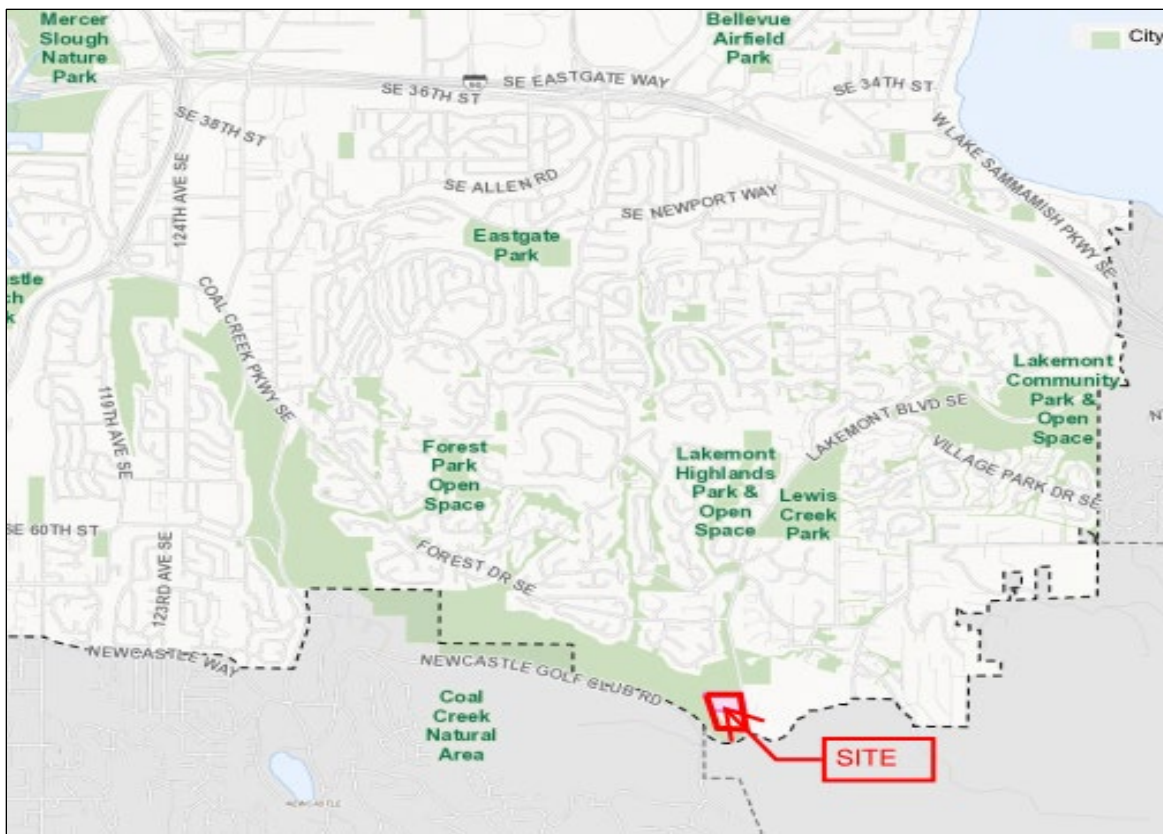 Mercer
Slough
Nature
Park
Bellevue
Airfield
Park
City
90
SE EASTGATE WAY
SE 36TH ST
SE 34TH ST
SE 38TH ST
W LAKE SAMMAMISH PKWY SE
124TH AVE SE
SE ALLEN RD
SE NEWPORT WAY
Eastgate
Park
stle
ch
k
COAL CREEK PKWY SE
119TH AVE SE
Lakemont
Community
Park &
Open
Space
N
LAKEMONT BLVD SE
VILLAGE PARK DR SE
Forest
Park
Open
Space
Lakemont
Highlands
Park &
Open
Space
Lewis
Creek
Park
SE 60TH ST
123RD AVE SE
FOREST DR SE
NEWCASTLE WAY
NEWCASTLE GOLF CLUB RD
Coal
Creek
Natural
Area
SITE
NEWCASTLE